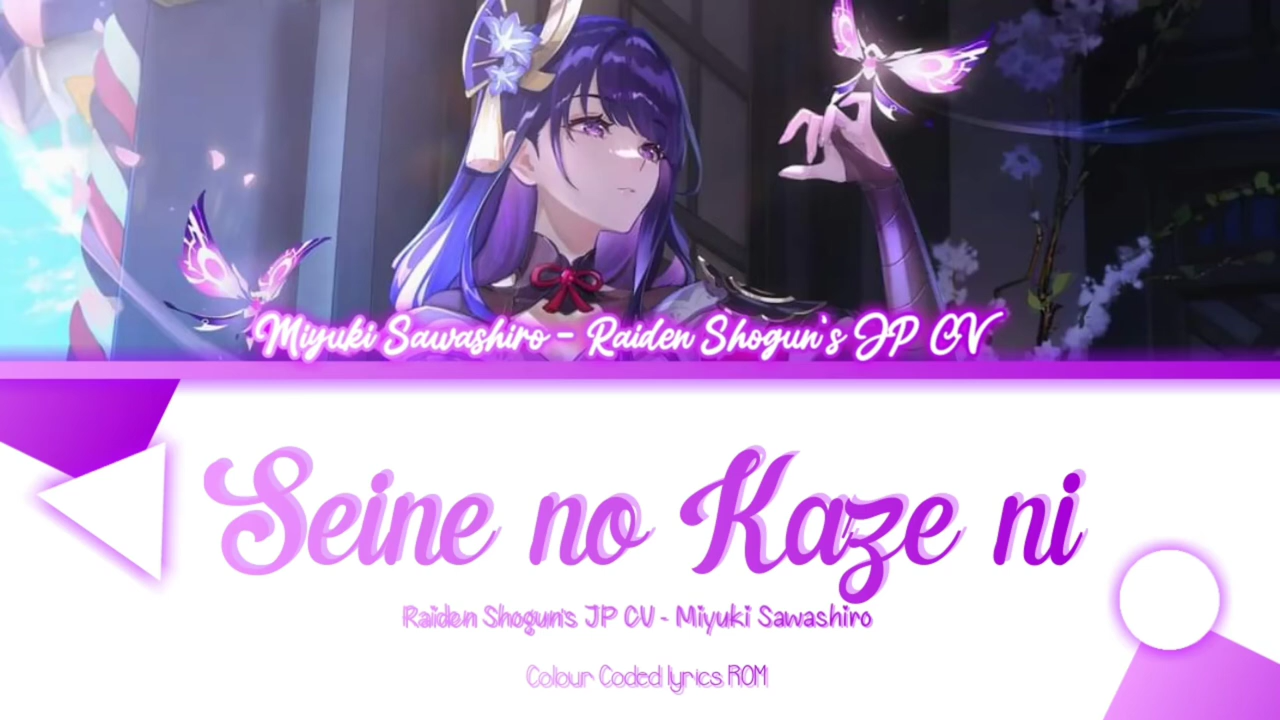 Miyuki Sawashiro - Raiden Shogun's JP CV
Seine no Kaze ni
Raiden Shogun's JP CV - Miyuki Sawashiro
Colour Coded lyrics ROM